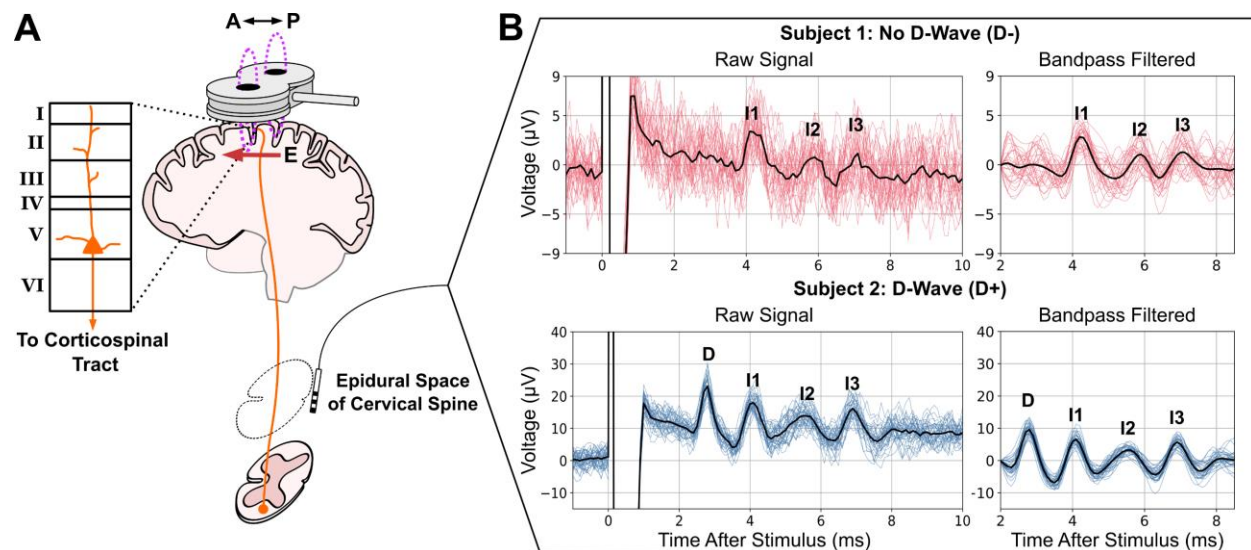 A
A P
I
II
III
IV
V
VI
E
To Corticospinal
Tract
Epidural Space
of Cervical Spine
B
Subject 1: No D-Wave (D-)
Raw Signal
Bandpass Filtered
Voltage (μV)
9
5
0
−5
−9
I1
I2
I3
0 2 4 6 8 10
9
5
0
−5
−9
I1
I2
I3
2 4 6 8
Subject 2: D-Wave (D+)
Raw Signal
Bandpass Filtered
Voltage (μV)
40
30
20
10
0
−10
D
I1
I2
I3
0 2 4 6 8 10
Time After Stimulus (ms)
40
30
20
10
0
−10
D
I1
I2
I3
2 4 6 8
Time After Stimulus (ms)